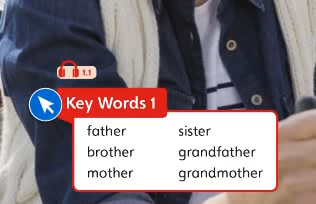 1.1
Key Words 1
father
brother
mother
sister
grandfather
grandmother